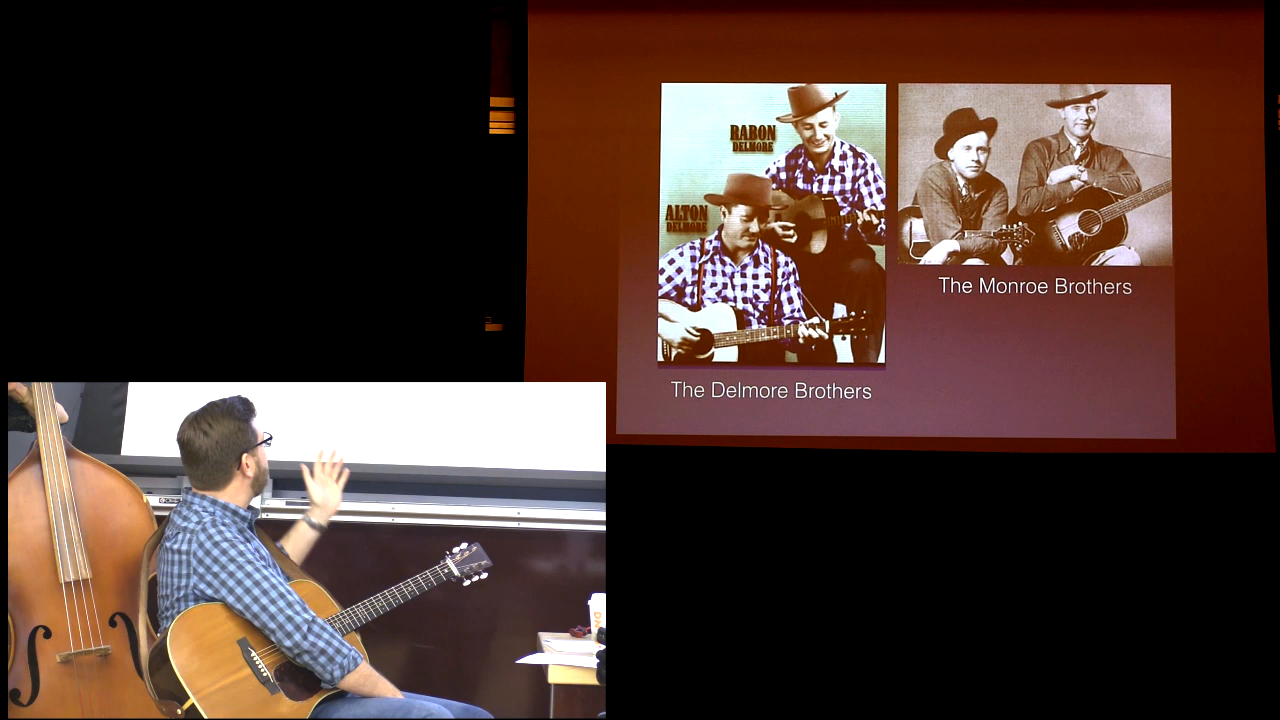 RABON
DELMORE
ALTON
DELMORE
The Delmore Brothers
The Monroe Brothers